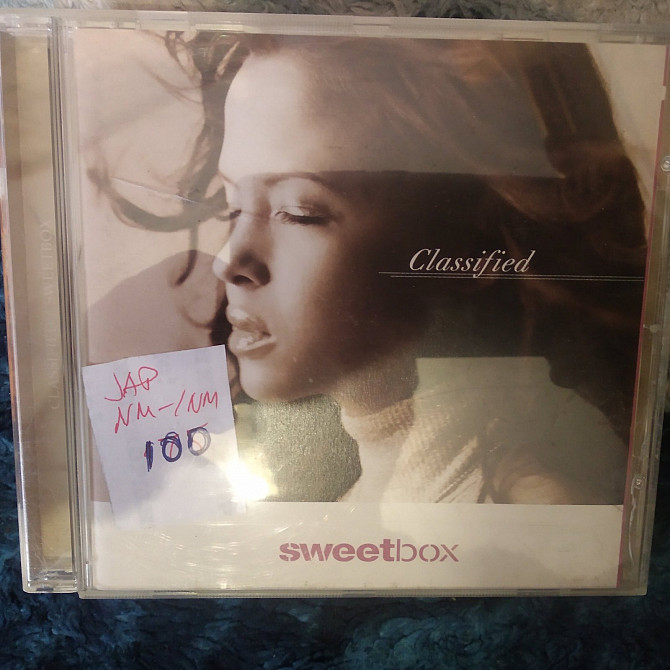 Classified
JAP
NM-/NM
100
sweetbox